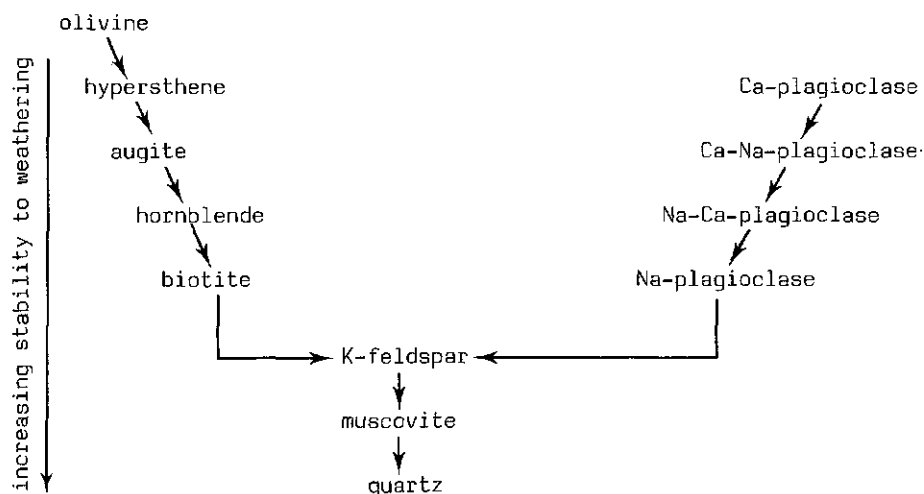 increasing stability to weathering
olivine
hypersthene
Ca-plagioclase
augite
Ca-Na-plagioclase
hornblende
Na-Ca-plagioclase
biotite
Na-plagioclase
K-feldspar
muscovite
quartz